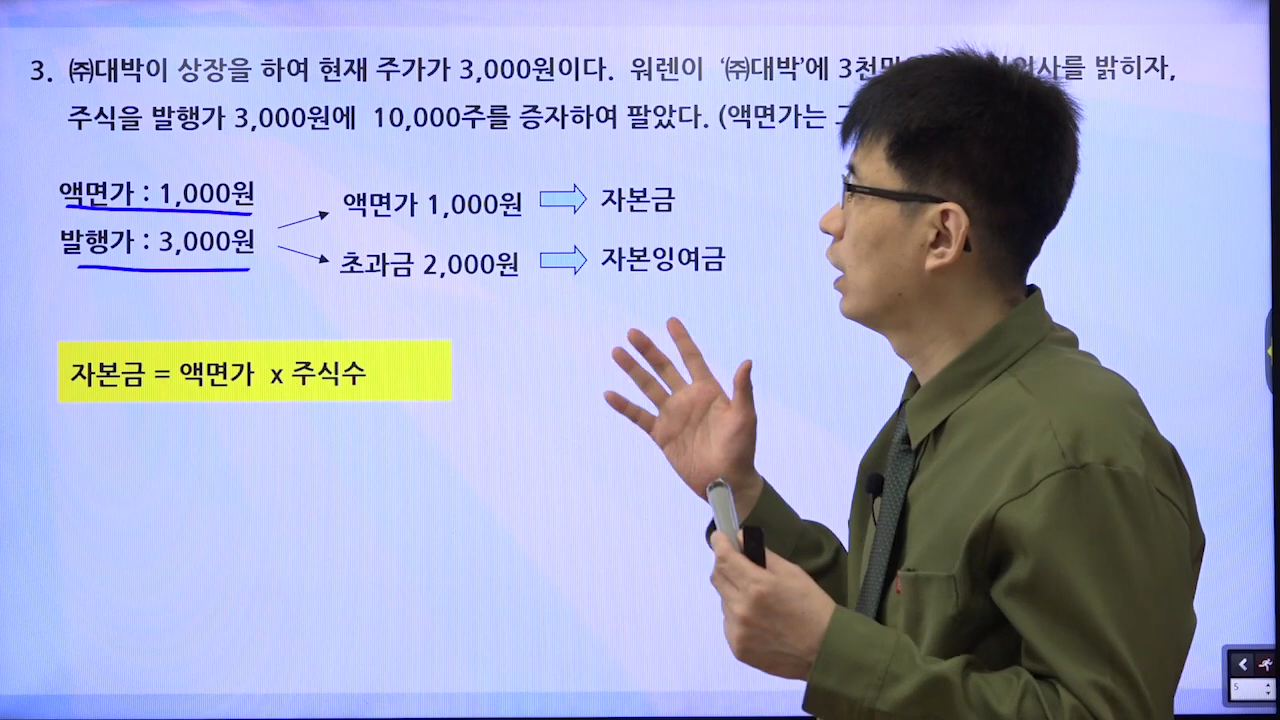 3. ㈜대박이 상장을 하여 현재 주가가 3,000원이다. 워렌이 ‘㈜대박’에 밝히자,
주식을 발행가 3,000원에 10,000주를 증자하여 팔았다. (액면가는
액면가 : 1,000원
발행가 : 3,000원
액면가 1,000원
자본금
초과금 2,000원
자본잉여금
자본금 = 액면가 x 주식수
5